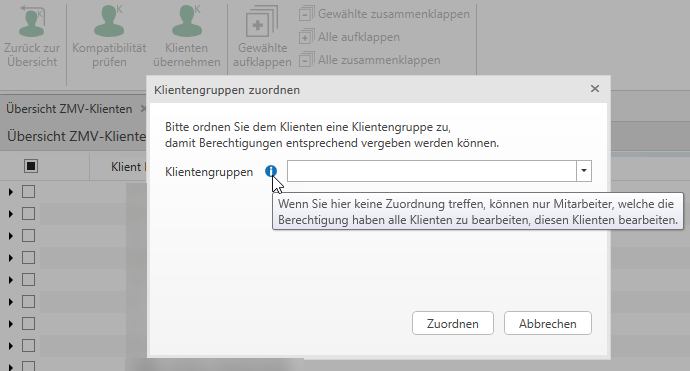 Zurück zur
Übersicht
Kompatibilität
prüfen
Klienten
übernehmen
Gewählte
aufklappen
Gewählte zusammenklappen
Alle aufklappen
Alle zusammenklappen
Klientengruppen zuordnen
Übersicht ZMV-Klienten
Übersicht ZMV-Kliente
Bitte ordnen Sie dem Klienten eine Klientengruppe zu,
damit Berechtigungen entsprechend vergeben werden können.
Klient
Klientengruppen
Wenn Sie hier keine Zuordnung treffen, können nur Mitarbeiter, welche die
Berechtigung haben alle Klienten zu bearbeiten, diesen Klienten bearbeiten.
Zuordnen
Abbrechen